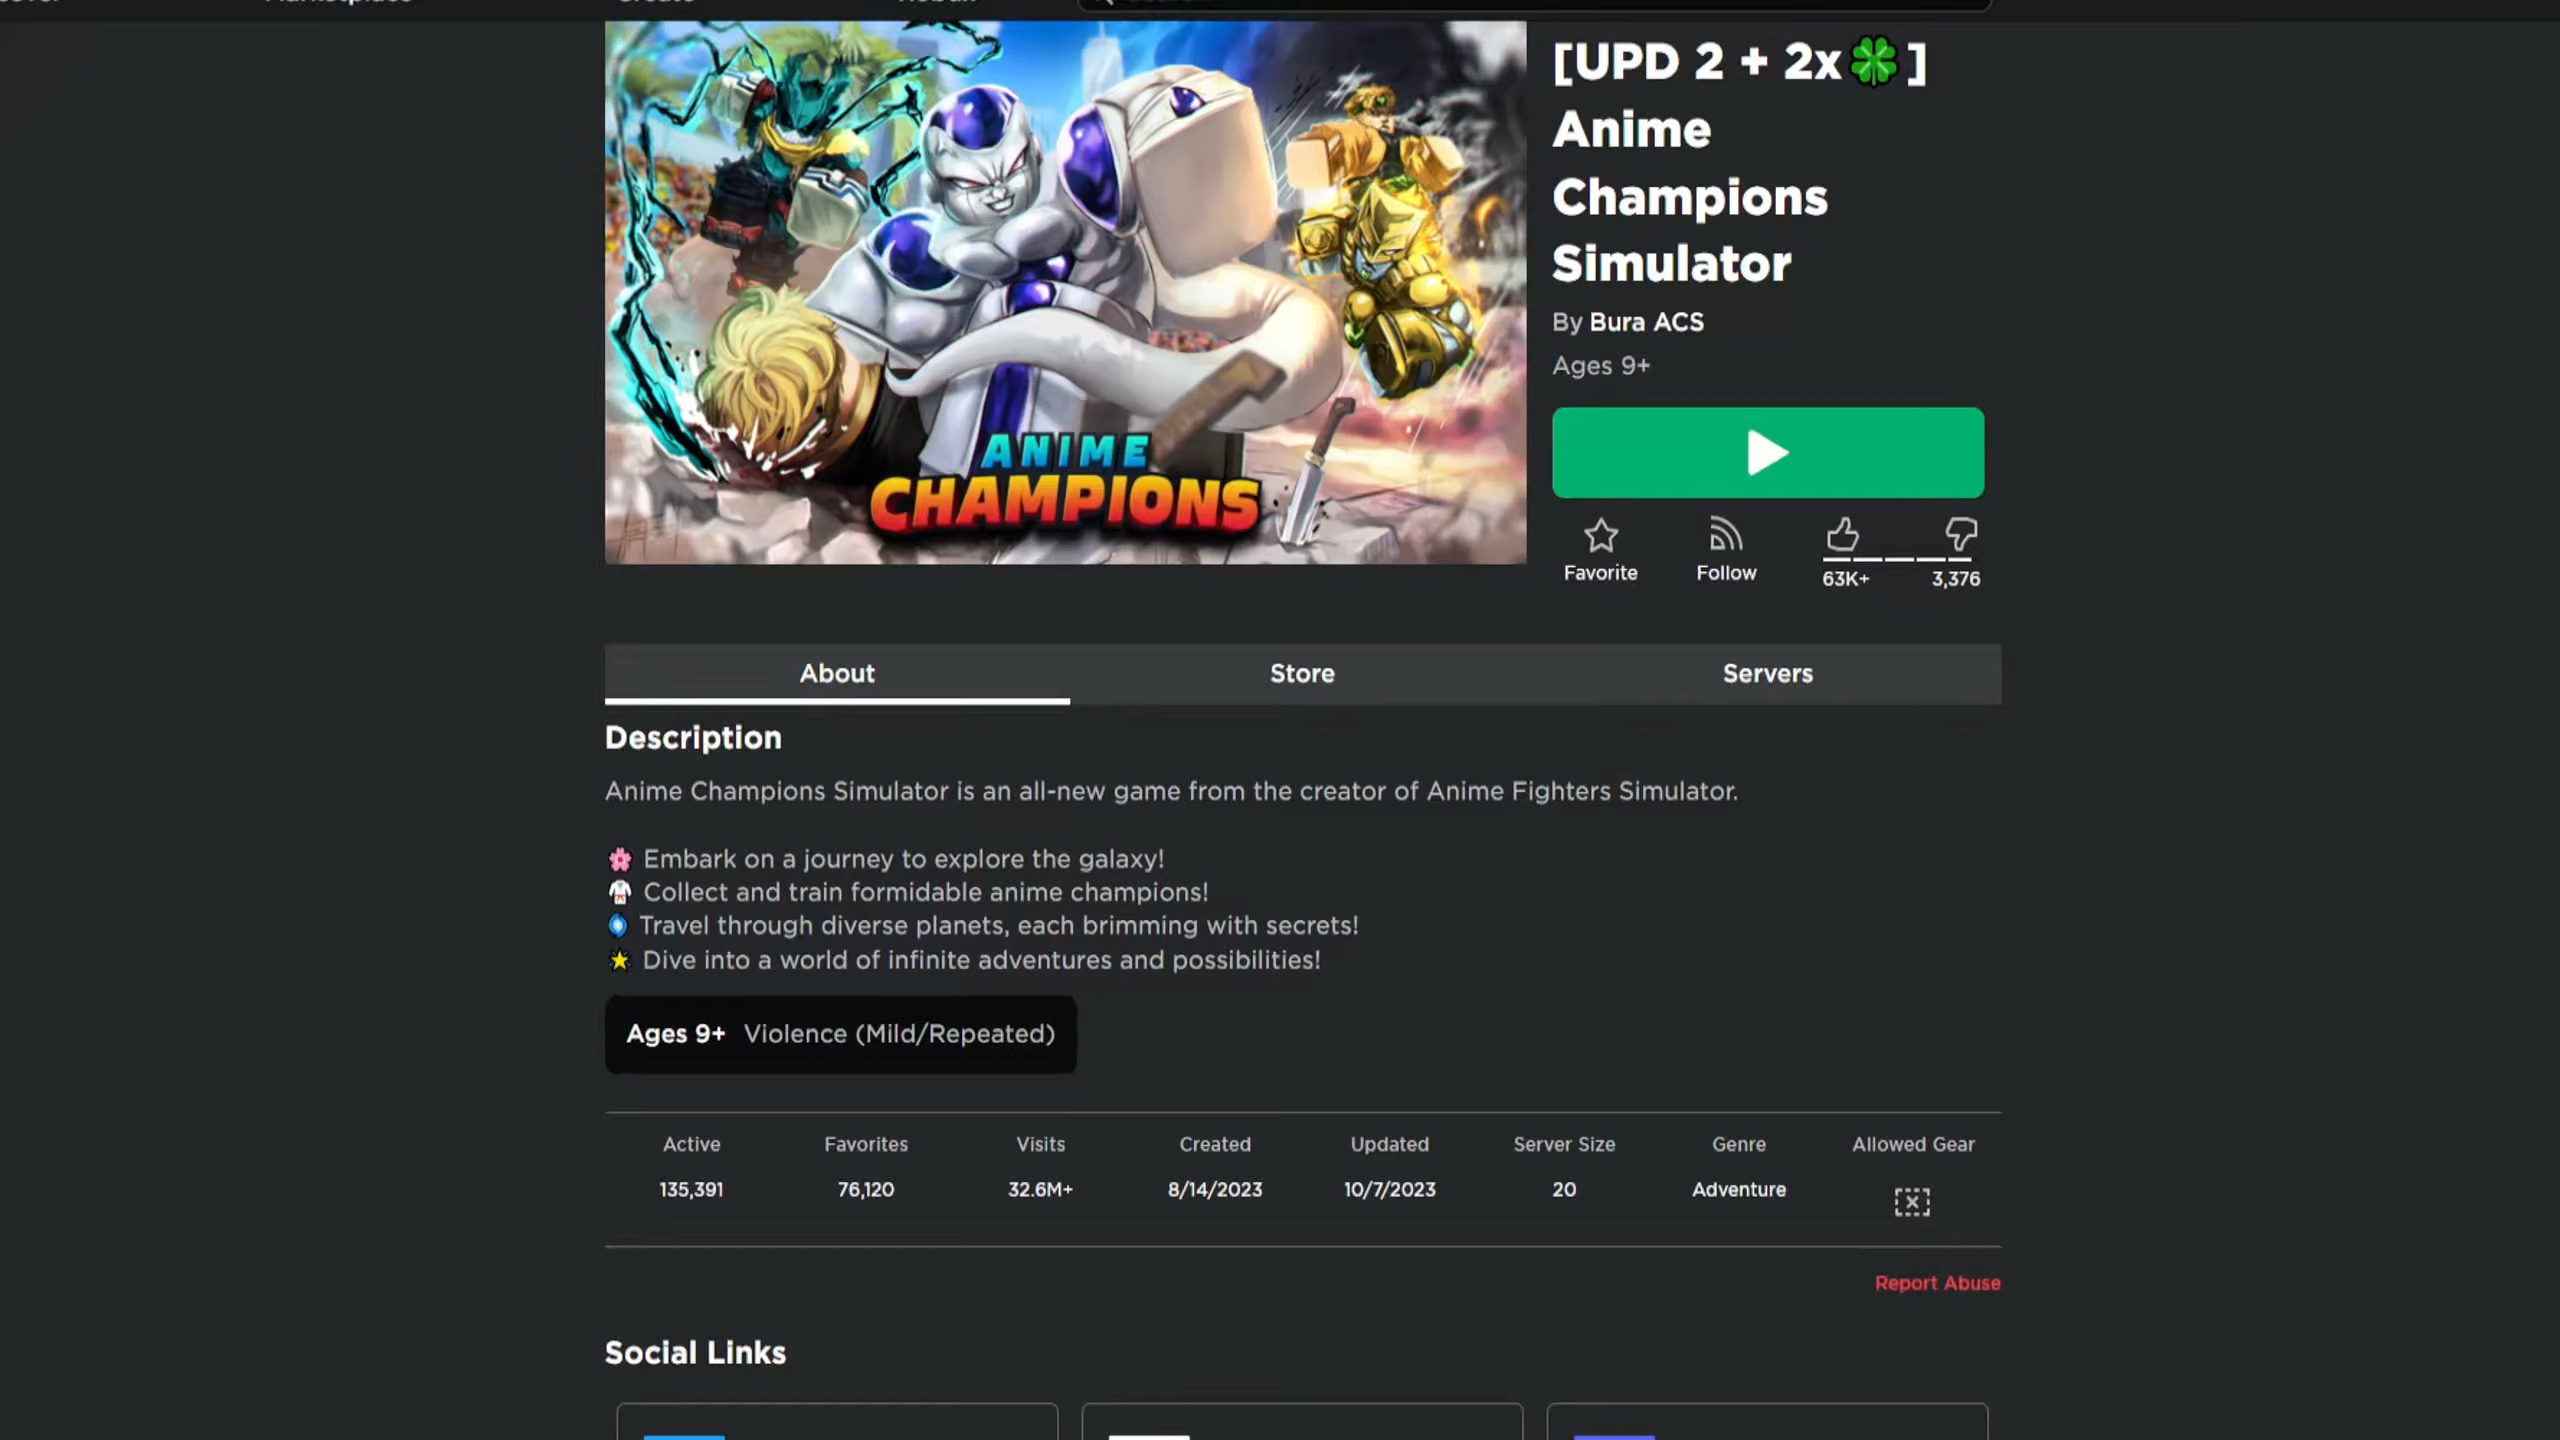 [UPD 2 + 2x🍀]
Anime
Champions
Simulator
By Bura ACS
Ages 9+
ANIME
CHAMPIONS
Favorite
Follow
63K+
3,376
About
Store
Servers
Description
Anime Champions Simulator is an all-new game from the creator of Anime Fighters Simulator.
🌸 Embark on a journey to explore the galaxy!
🥋 Collect and train formidable anime champions!
🌀 Travel through diverse planets, each brimming with secrets!
🌟 Dive into a world of infinite adventures and possibilities!
Ages 9+ Violence (Mild/Repeated)
Active Favorites Visits Created Updated Server Size Genre Allowed Gear
135,391 76,120 32.6M+ 8/14/2023 10/7/2023 20 Adventure
Report Abuse
Social Links